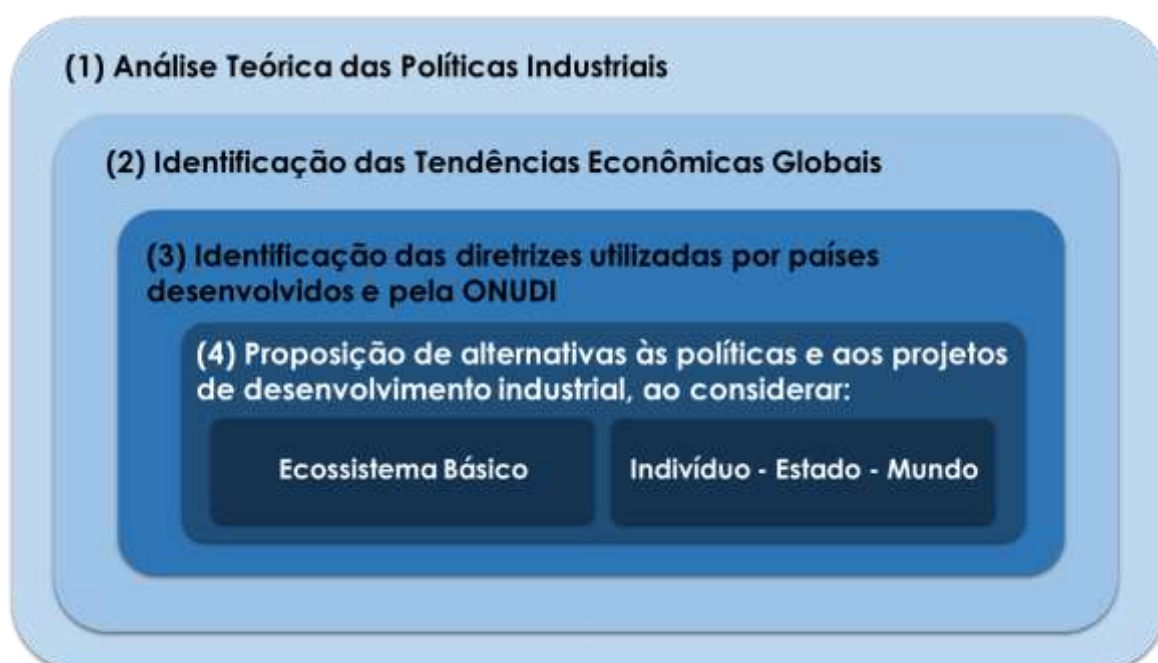 (1) Análise Teórica das Políticas Industriais
(2) Identificação das Tendências Econômicas Globais
(3) Identificação das diretrizes utilizadas por países
desenvolvidos e pela ONUDI
(4) Proposição de alternativas às políticas e aos projetos
de desenvolvimento industrial, ao considerar:
Ecossistema Básico
Indivíduo - Estado - Mundo